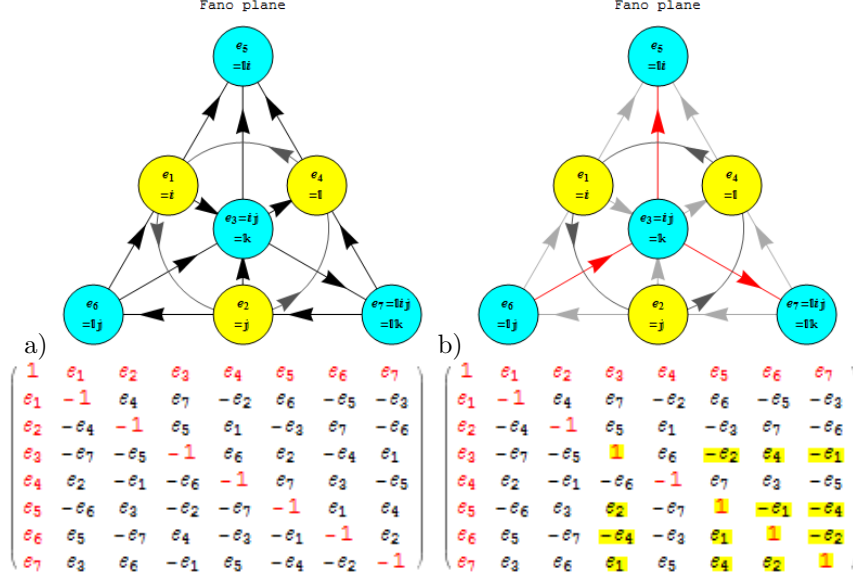 Fano plane
e₅
=𝕝i
e₁
=i
e₄
=𝕝
e₃=ij
=𝕜
e₆
=𝕝j
e₂
=j
e₇=𝕝ij
=𝕝𝕜
a)
Fano plane
e₅
=𝕝i
e₁
=i
e₄
=𝕝
e₃=ij
=𝕜
e₆
=𝕝j
e₂
=j
e₇=𝕝ij
=𝕝𝕜
b)
1 e₁ e₂ e₃ e₄ e₅ e₆ e₇
e₁ -1 e₄ e₇ -e₂ e₆ -e₅ -e₃
e₂ -e₄ -1 e₅ e₁ -e₃ e₇ -e₆
e₃ -e₇ -e₅ -1 e₆ e₂ -e₄ e₁
e₄ e₂ -e₁ -e₆ -1 e₇ e₃ -e₅
e₅ -e₆ e₃ -e₂ -e₇ -1 e₁ e₄
e₆ e₅ -e₇ e₄ -e₃ -e₁ -1 e₂
e₇ e₃ e₆ -e₁ e₅ -e₄ -e₂ -1
1 e₁ e₂ e₃ e₄ e₅ e₆ e₇
e₁ -1 e₄ e₇ -e₂ e₆ -e₅ -e₃
e₂ -e₄ -1 e₅ e₁ -e₃ e₇ -e₆
e₃ -e₇ -e₅ 1 e₆ -e₂ e₄ -e₁
e₄ e₂ -e₁ -e₆ -1 e₇ e₃ -e₅
e₅ -e₆ e₃ e₂ -e₇ 1 -e₁ -e₄
e₆ e₅ -e₇ -e₄ -e₃ e₁ 1 -e₂
e₇ e₃ e₆ e₁ e₅ e₄ e₂ 1